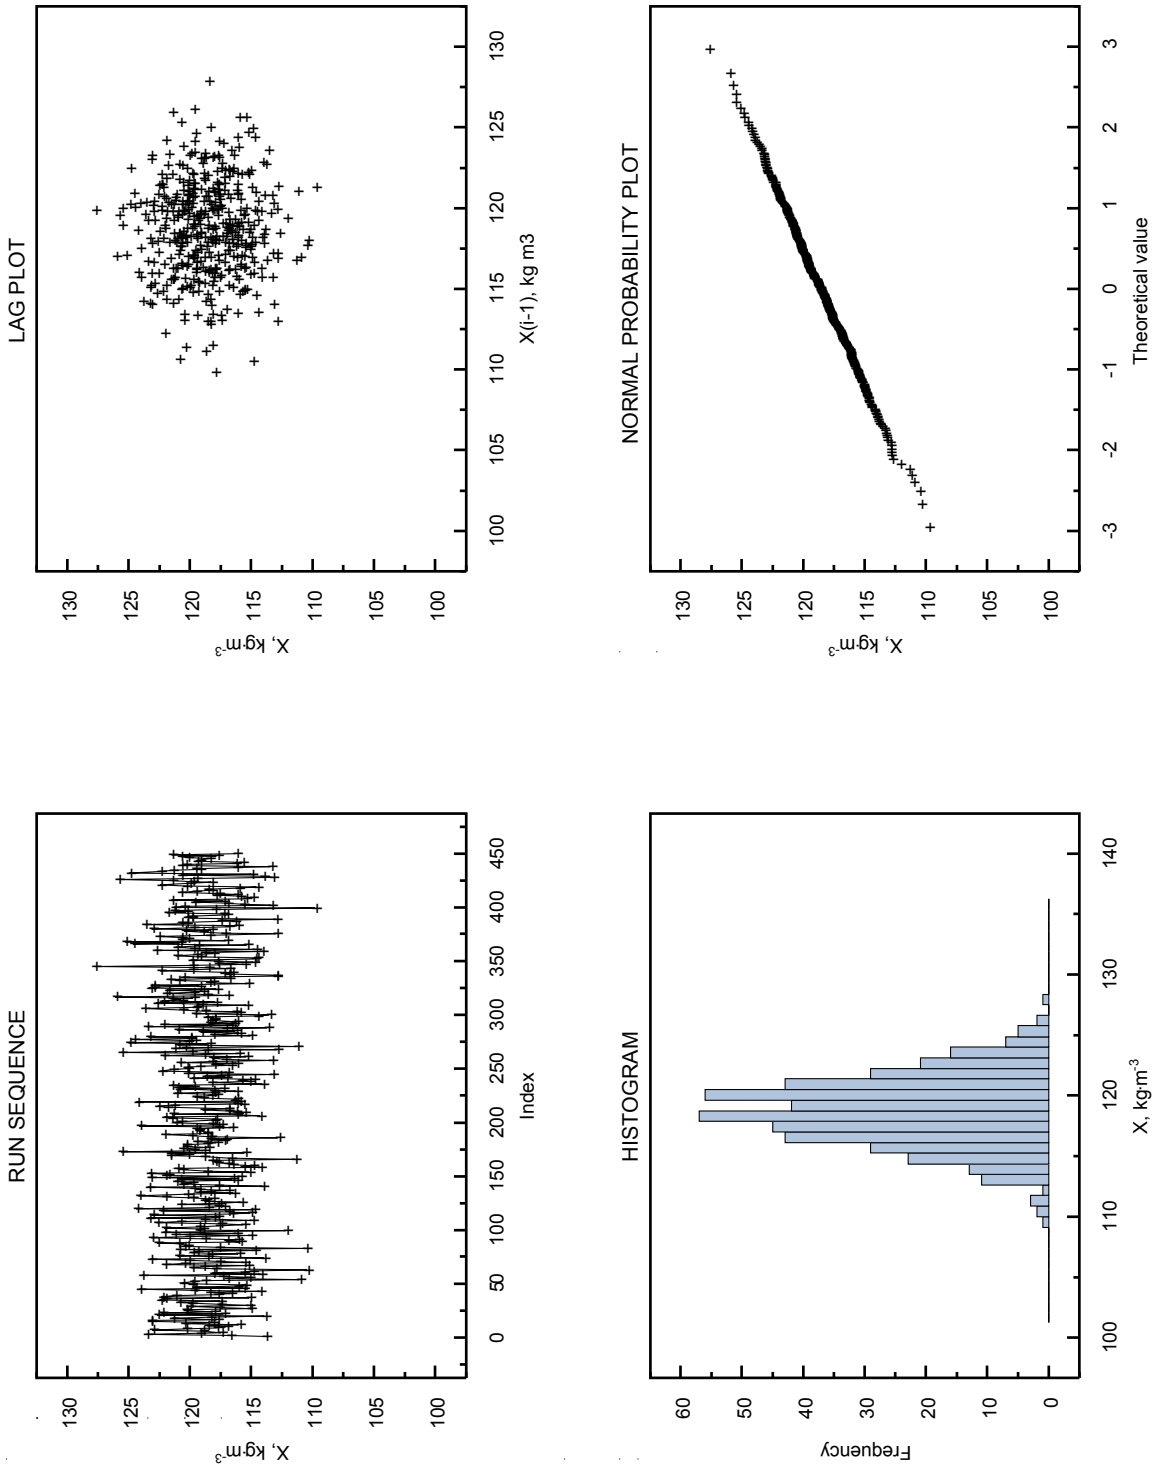 RUN SEQUENCE
X, kg·m⁻³
130
125
120
115
110
105
100
0 50 100 150 200 250 300 350 400 450
Index
LAG PLOT
X, kg·m⁻³
130
125
120
115
110
105
100
100 105 110 115 120 125 130
X(i-1), kg m3
HISTOGRAM
Frequency
60
50
40
30
20
10
0
100 110 120 130 140
X, kg·m⁻³
NORMAL PROBABILITY PLOT
X, kg·m⁻³
130
125
120
115
110
105
100
-3 -2 -1 0 1 2 3
Theoretical value